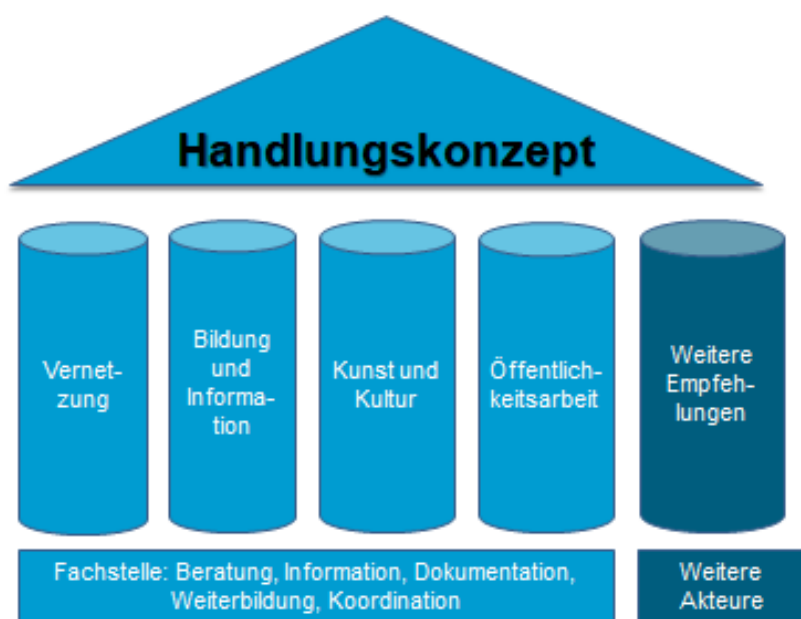 Handlungskonzept
Vernet-
zung
Bildung
und
Informa-
tion
Kunst und
Kultur
Öffentlich-
keitsarbeit
Weitere
Empfeh-
lungen
Fachstelle: Beratung, Information, Dokumentation,
Weiterbildung, Koordination
Weitere
Akteure